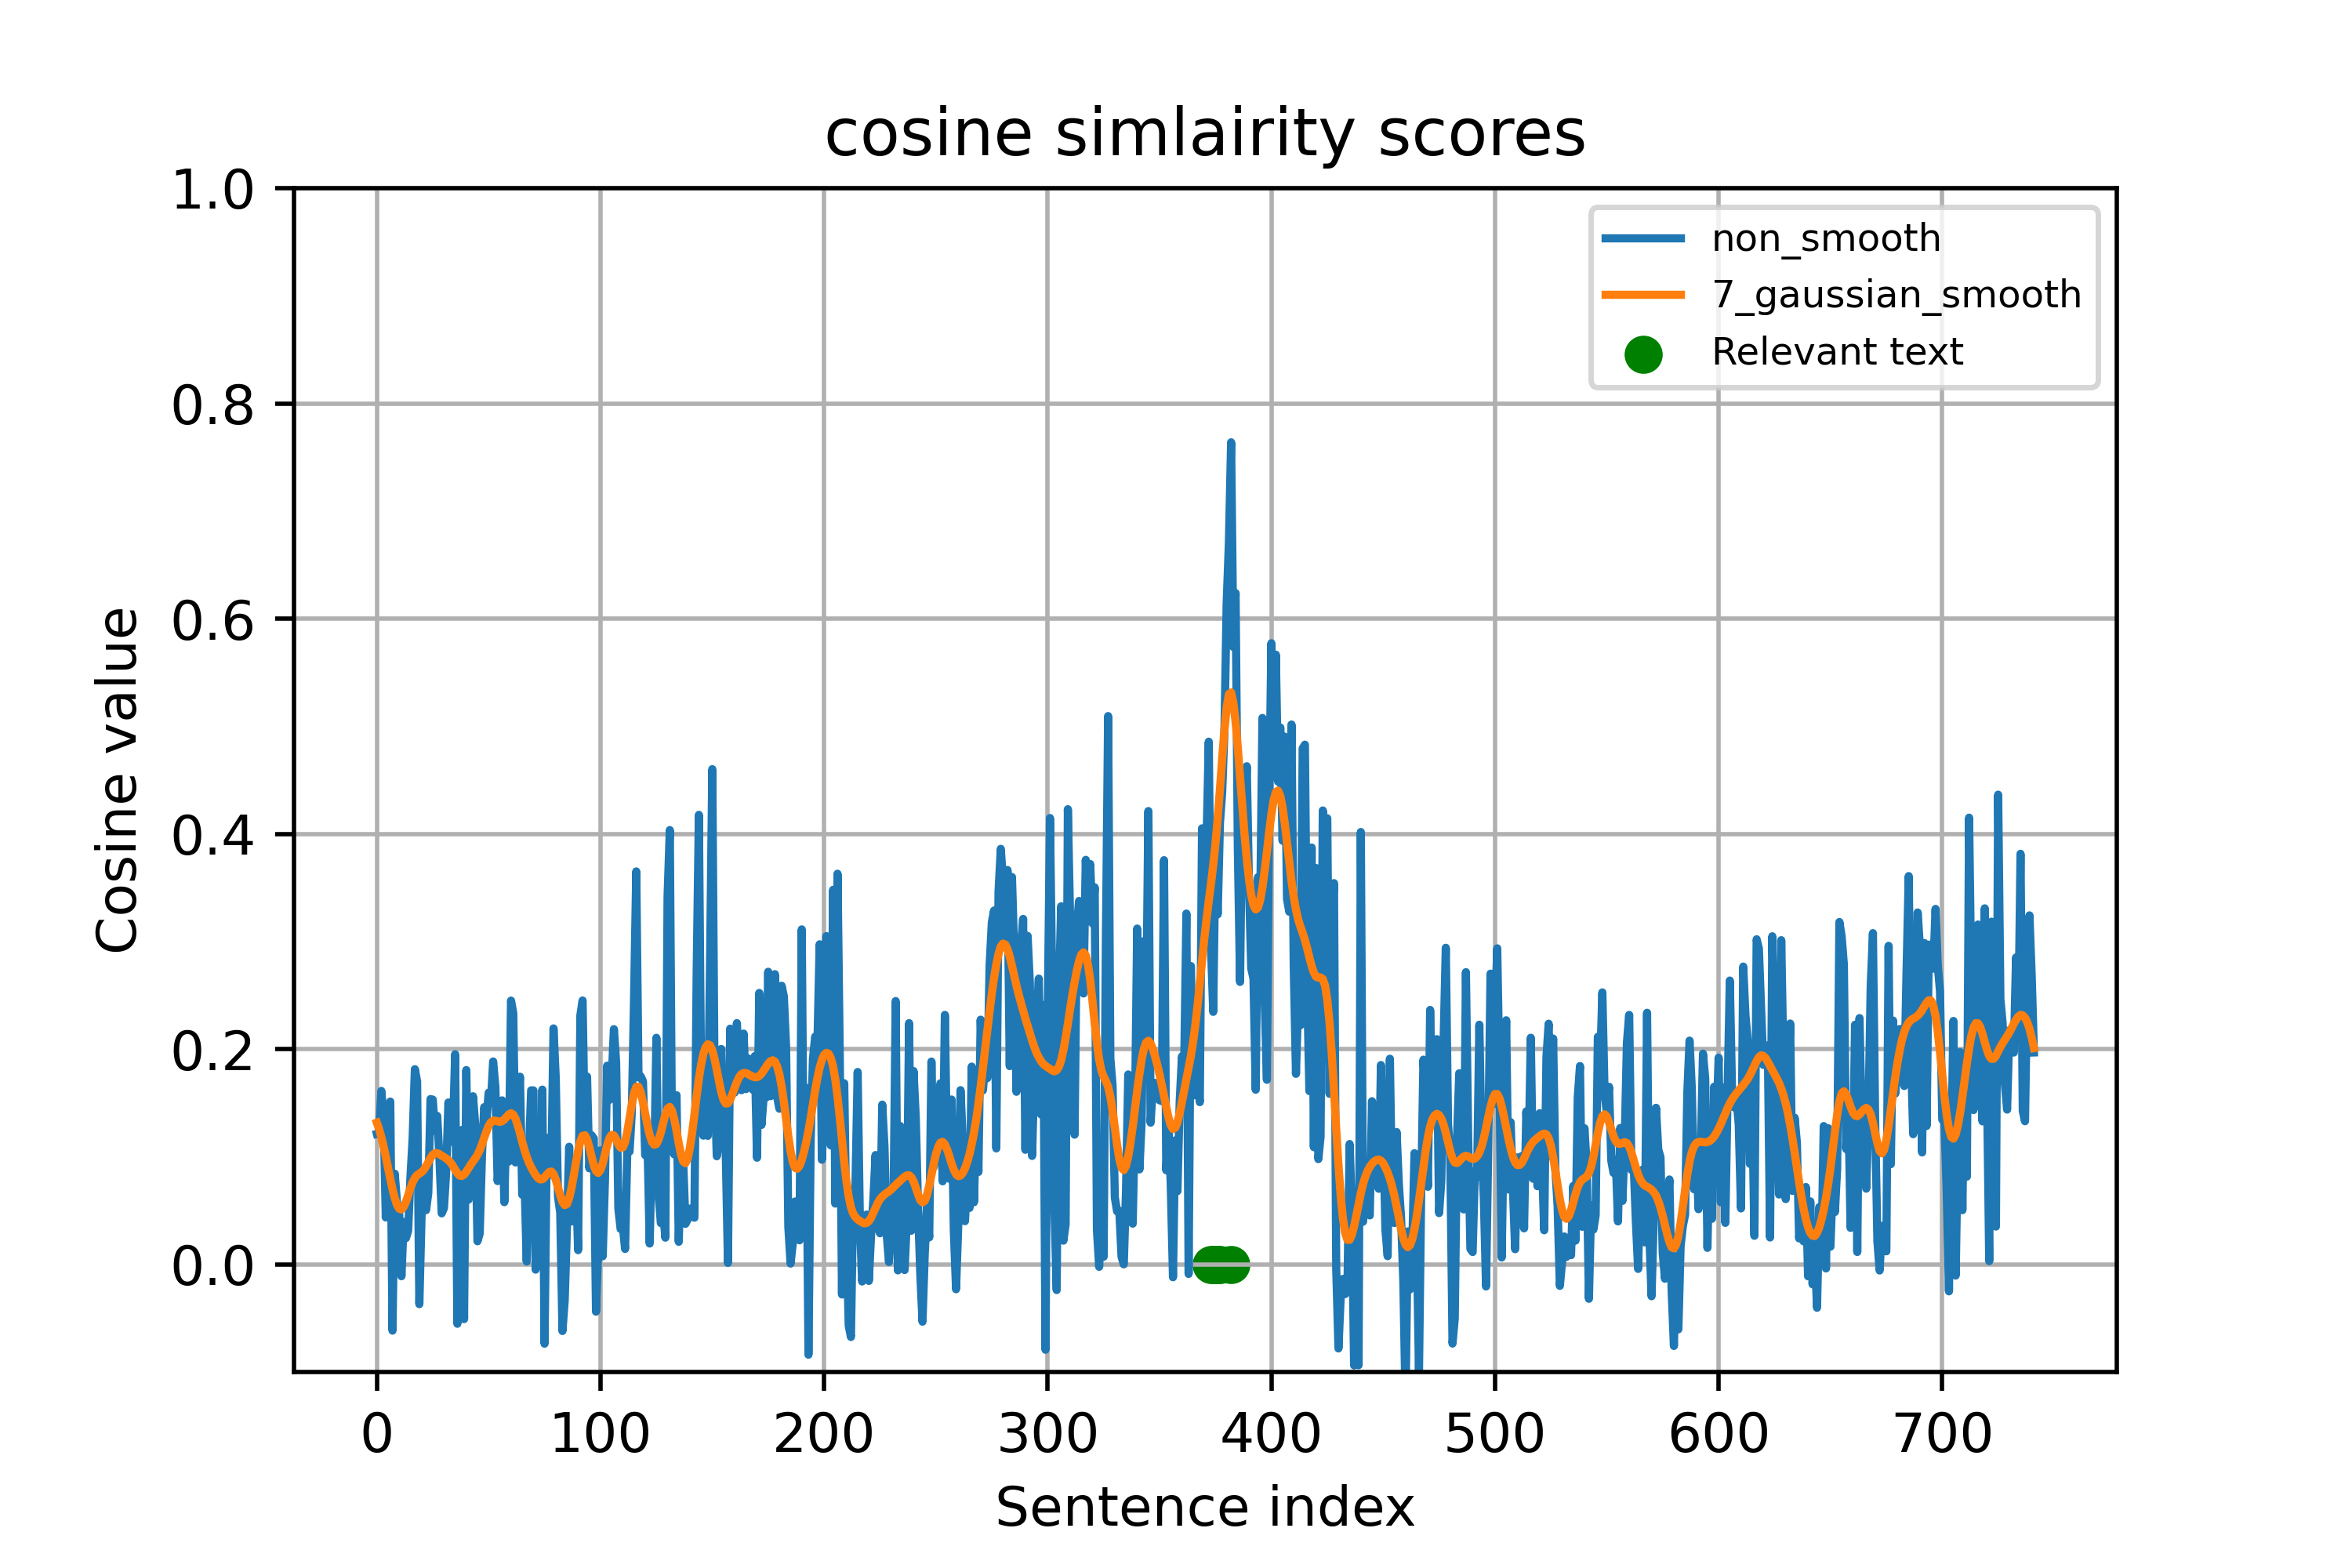 cosine simlairity scores
1.0
0.8
0.6
0.4
0.2
0.0
Cosine value
non_smooth
7_gaussian_smooth
Relevant text
0 100 200 300 400 500 600 700
Sentence index